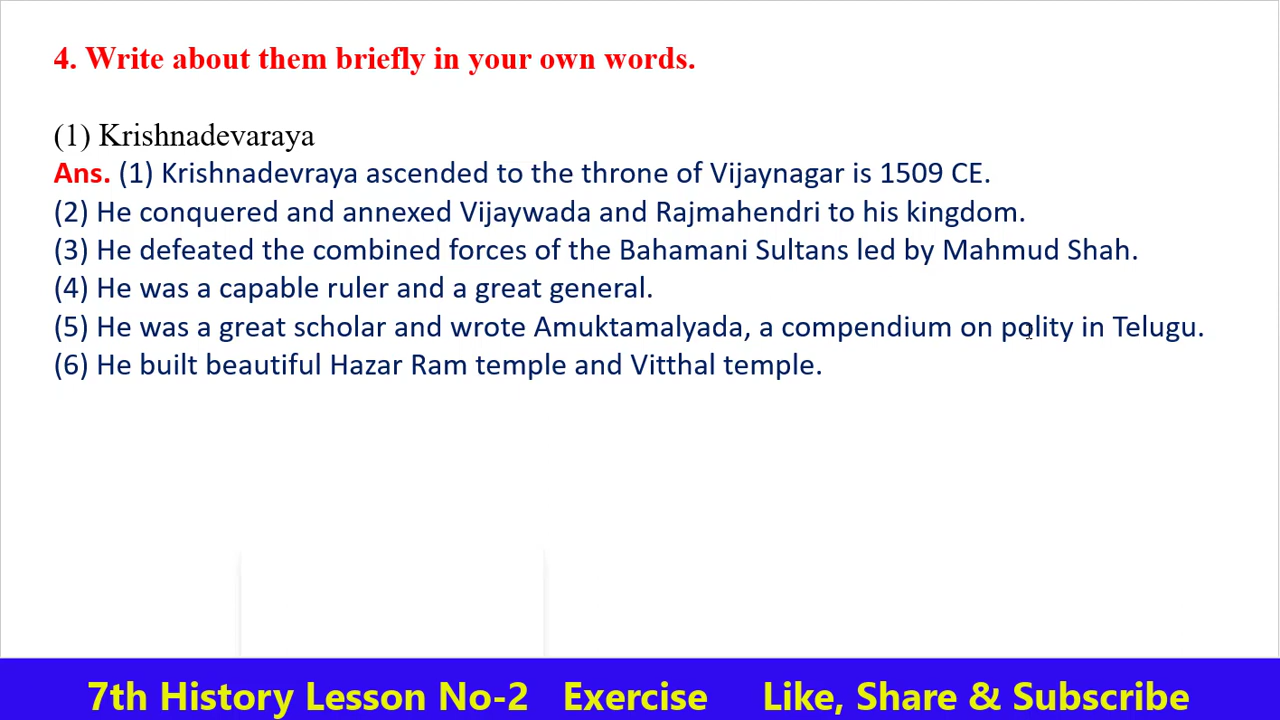 4. Write about them briefly in your own words.
(1) Krishnadevaraya
Ans. (1) Krishnadevraya ascended to the throne of Vijaynagar is 1509 CE.
(2) He conquered and annexed Vijaywada and Rajmahendri to his kingdom.
(3) He defeated the combined forces of the Bahamani Sultans led by Mahmud Shah.
(4) He was a capable ruler and a great general.
(5) He was a great scholar and wrote Amuktamalyada, a compendium on polity in Telugu.
(6) He built beautiful Hazar Ram temple and Vitthal temple.
7th History Lesson No-2 Exercise Like, Share & Subscribe